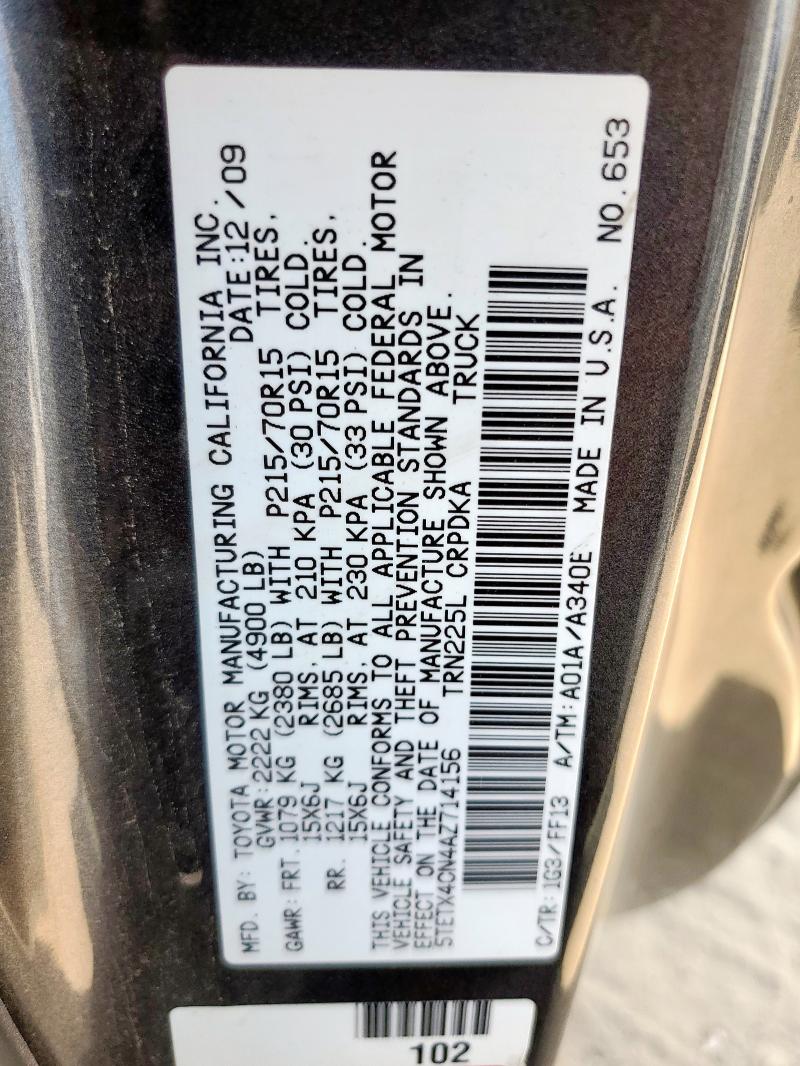 MFD. BY: TOYOTA MOTOR MANUFACTURING CALIFORNIA INC.
GVWR: 2222 KG (4900 LB) DATE: 12/09
GAWR: FRT. 1079 KG (2380 LB) WITH P215/70R15 TIRES,
15X6J RIMS, AT 210 KPA (30 PSI) COLD.
RR. 1217 KG (2685 LB) WITH P215/70R15 TIRES,
15X6J RIMS, AT 230 KPA (33 PSI) COLD.
THIS VEHICLE CONFORMS TO ALL APPLICABLE FEDERAL MOTOR
VEHICLE SAFETY AND THEFT PREVENTION STANDARDS IN
EFFECT ON THE DATE OF MANUFACTURE SHOWN ABOVE.
5TETX4CN4AZ714156 TRN225L CRPDKA TRUCK
C/TR: 1G3/FF13 A/TM: A01A/A340E MADE IN U.S.A. NO. 653
102